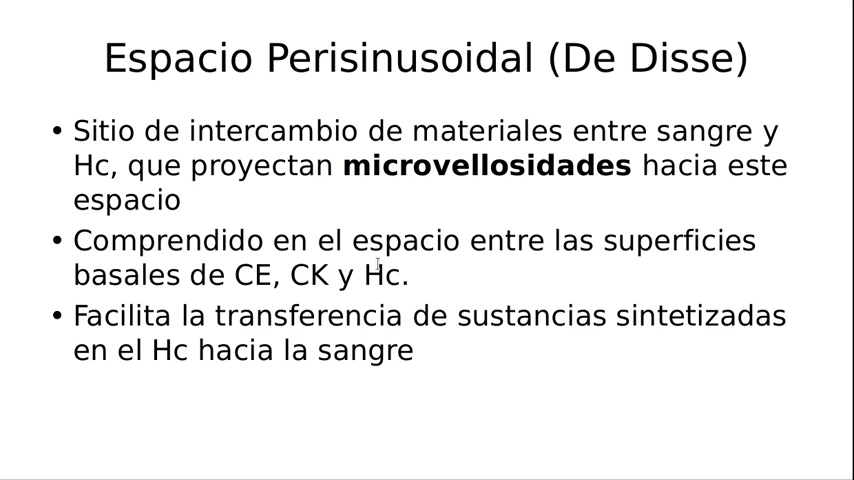 Espacio Perisinusoidal (De Disse)
• Sitio de intercambio de materiales entre sangre y
Hc, que proyectan microvellosidades hacia este
espacio
• Comprendido en el espacio entre las superficies
basales de CE, CK y Hc.
• Facilita la transferencia de sustancias sintetizadas
en el Hc hacia la sangre